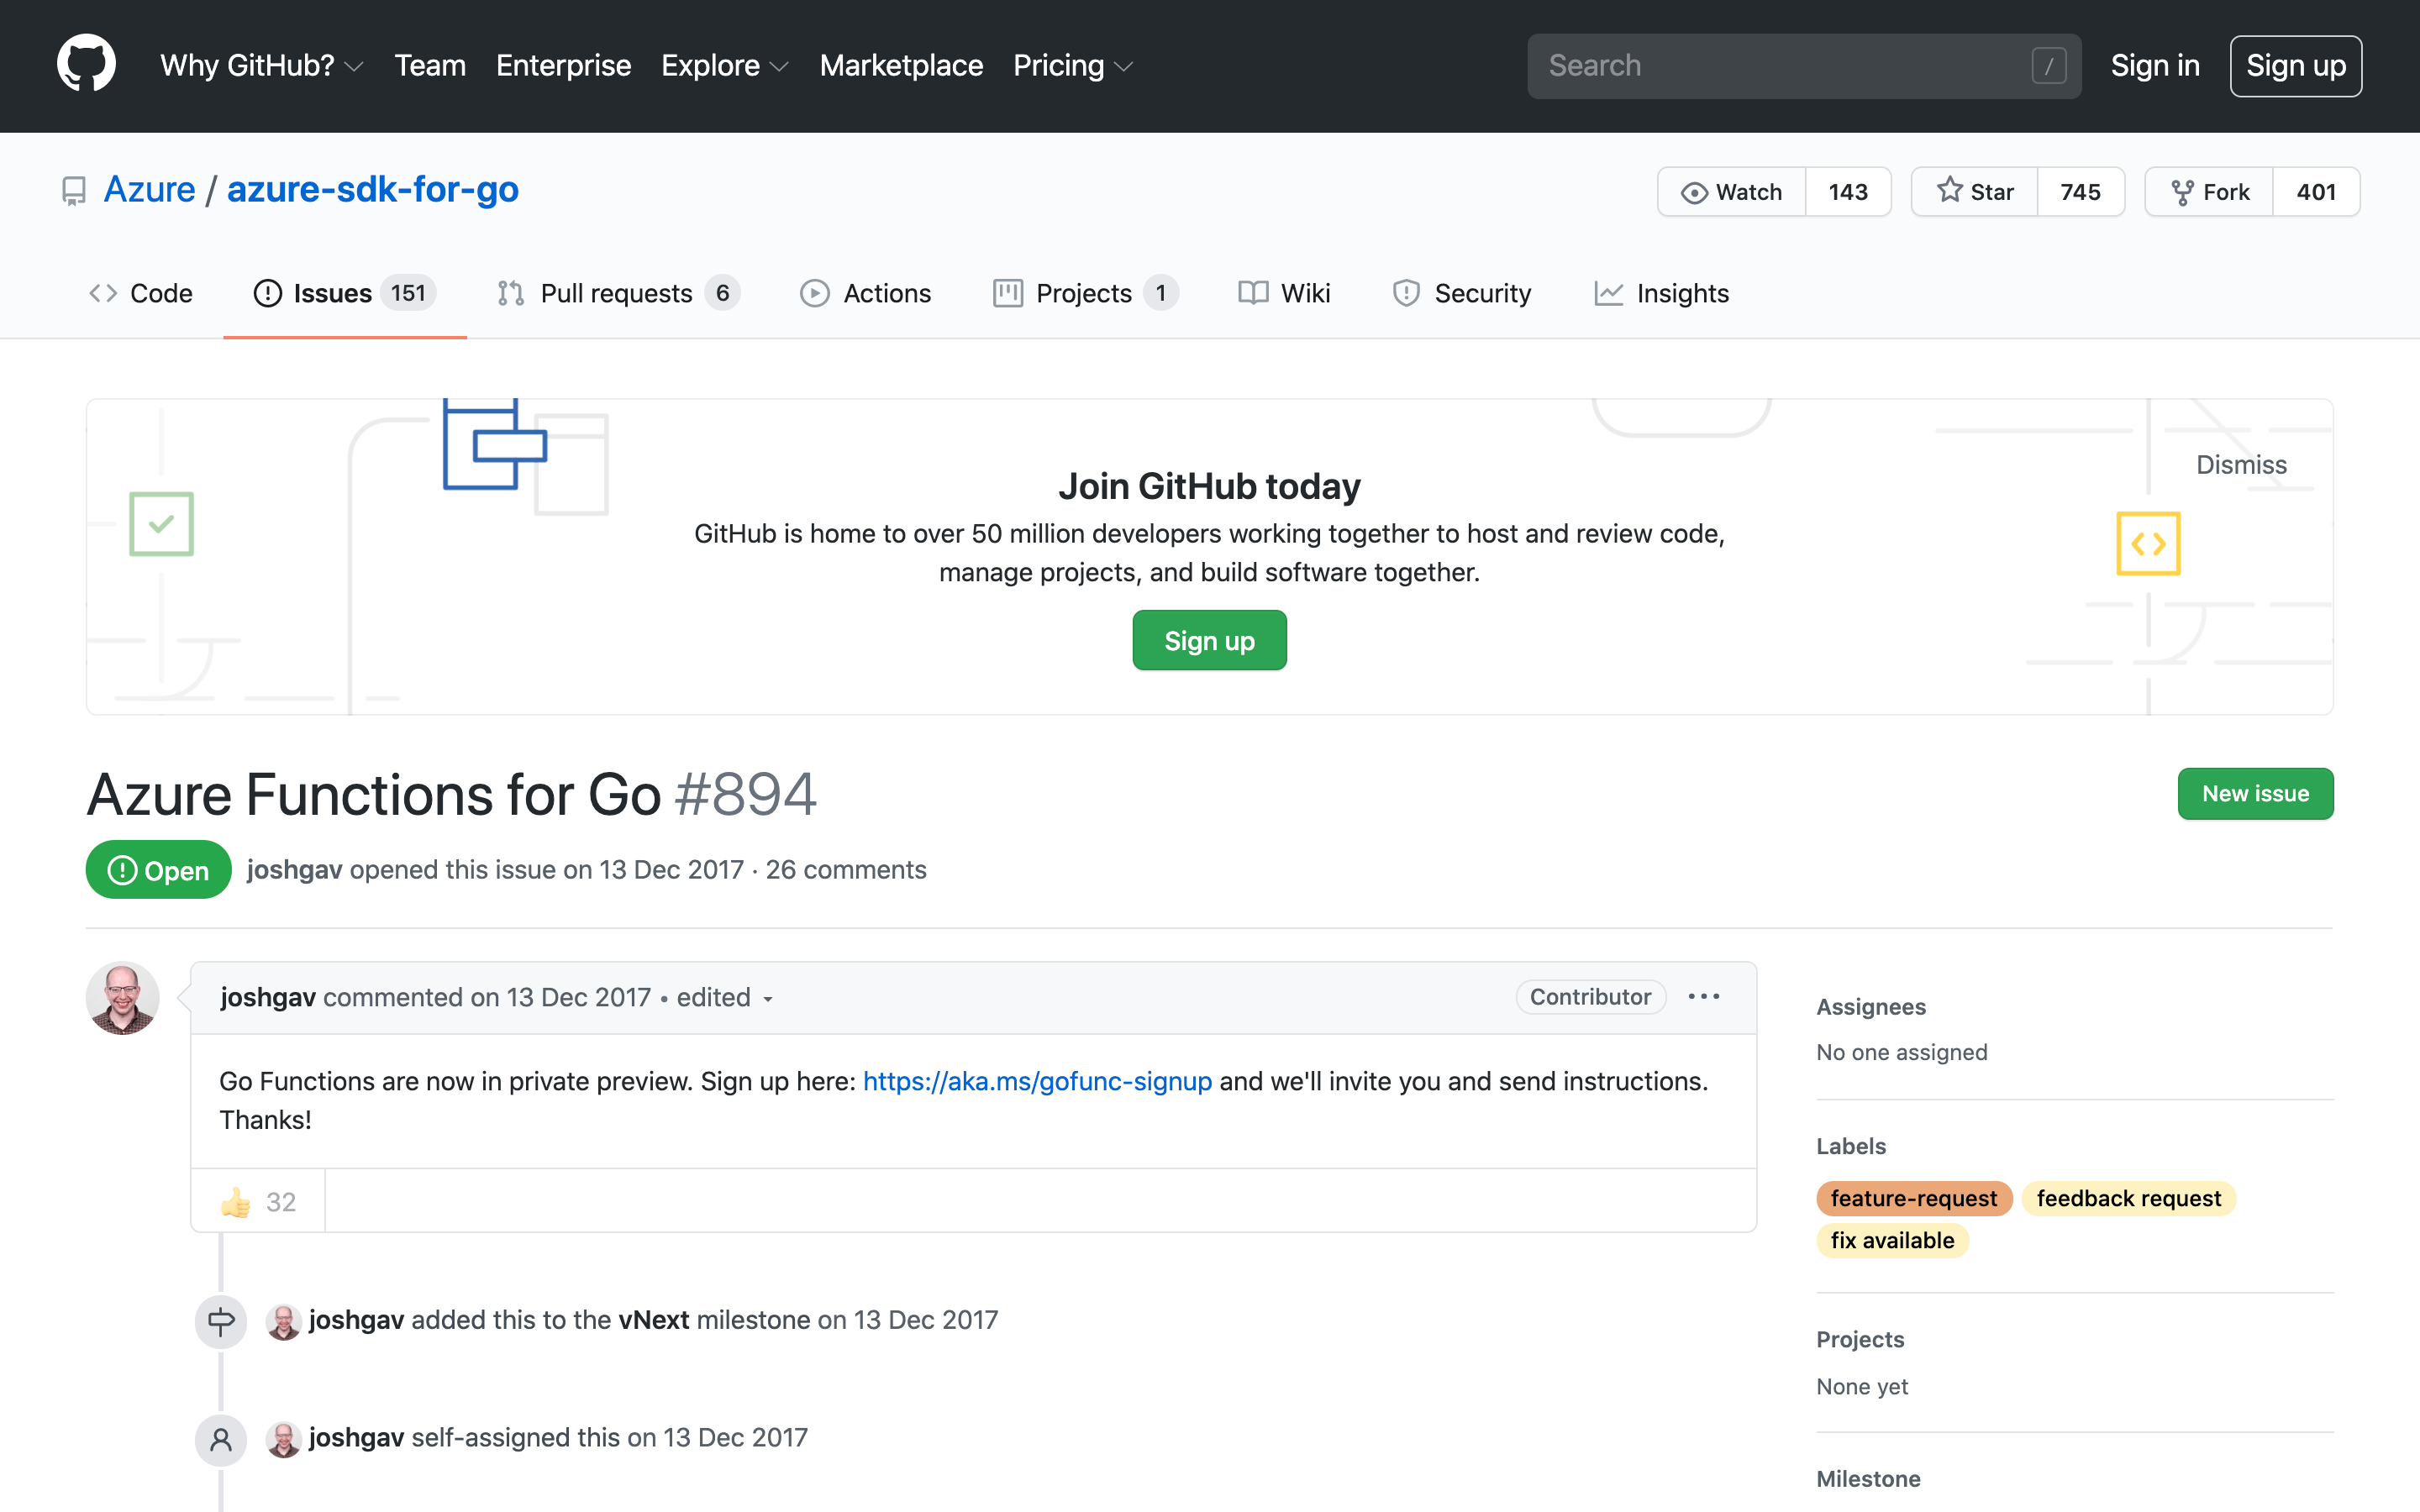 Why GitHub? Team Enterprise Explore Marketplace Pricing Search / Sign in Sign up
Azure / azure-sdk-for-go Watch 143 Star 745 Fork 401
Code Issues 151 Pull requests 6 Actions Projects 1 Wiki Security Insights
Dismiss
Join GitHub today
GitHub is home to over 50 million developers working together to host and review code,
manage projects, and build software together.
Sign up
Azure Functions for Go #894 New issue
Open joshgav opened this issue on 13 Dec 2017 · 26 comments
joshgav commented on 13 Dec 2017 • edited Contributor
Go Functions are now in private preview. Sign up here: https://aka.ms/gofunc-signup and we'll invite you and send instructions.
Thanks!
👍 32
joshgav added this to the vNext milestone on 13 Dec 2017
joshgav self-assigned this on 13 Dec 2017
Assignees
No one assigned
Labels
feature-request feedback request
fix available
Projects
None yet
Milestone